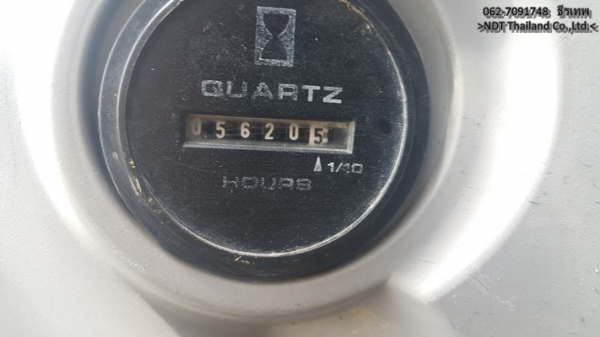 062-7091748 ธีรเทพ
>NDT Thailand Co.,Ltd.<
QUARTZ
056205
1/10
HOURS